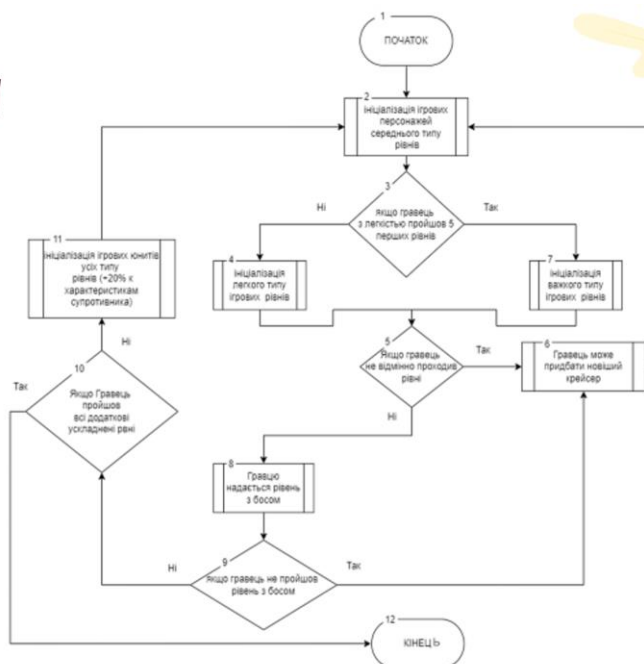 1
ПОЧАТОК
2
ініціалізація ігрових
персонажей
середнього типу
рівнів
3
якщо гравець
з легкістью пройшов 5
перших рівнів
Ні
Так
11
ініціалізація ігрових юнитів
усіх типу
рівнів (+20% к
характеристикам
супротивника)
4
ініціалізація
легкого типу
ігрових рівнів
7
ініціалізація
важкого типу
ігрових рівнів
5
Якщо гравець
не відмінно проходив
рівні
Так
Ні
6
Гравець може
придбати новіший
крейсер
10
Якщо Гравець
пройшов
всі додаткові
ускладнені рвні
Так
Ні
8
Гравцю
надається рівень
з босом
9
якщо гравець не пройшов
рівень з босом
Ні
Так
12
КІНЕЦЬ